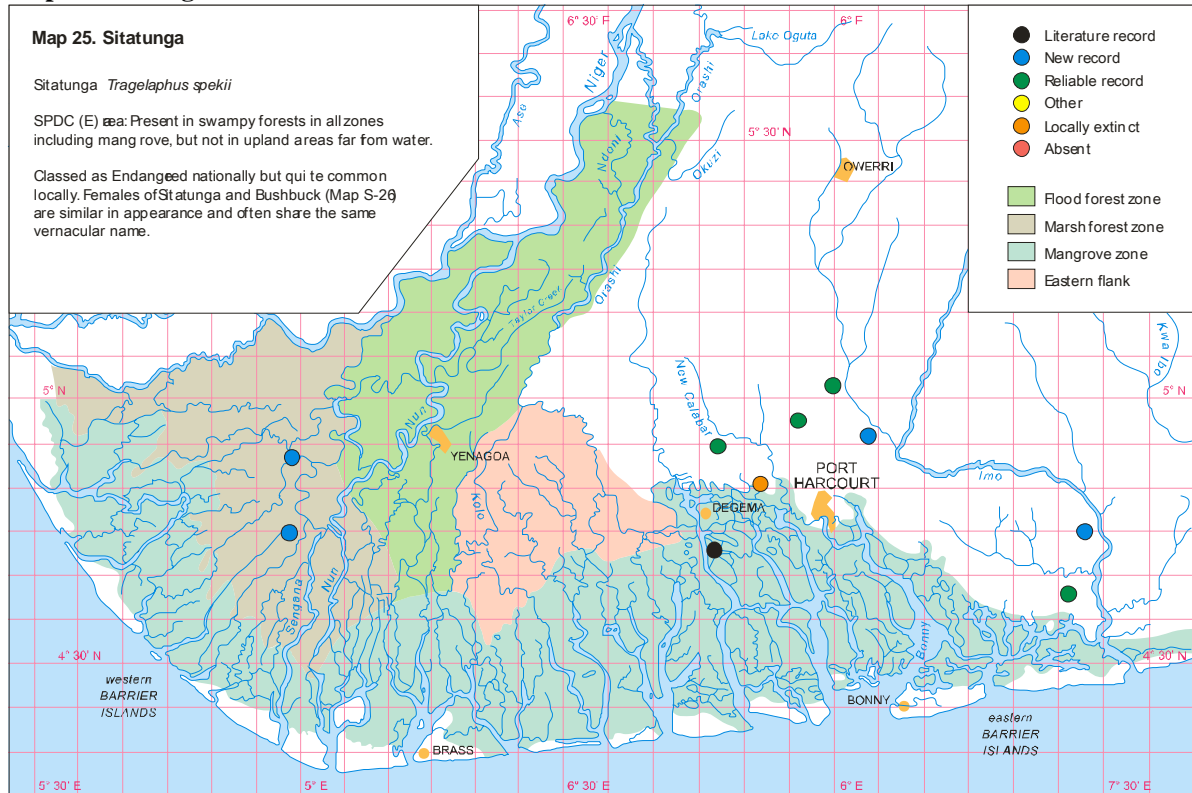 Map 25. Sitatunga
Sitatunga Tragelaphus spekii
SPDC (E) area: Present in swampy forests in all zones
including mang rove, but not in upland areas far from water.
Classed as Endangeed nationally but qui te common
locally. Females of Sitatunga and Bushbuck (Map S-26)
are similar in appearance and often share the same
vernacular name.
Literature record
New record
Reliable record
Other
Locally extinct
Absent
Flood forest zone
Marsh forest zone
Mangrove zone
Eastern flank
6° 30' F
6° F
Lake Oguta
Niger
Orashi
Ase
Ndoni
Okuzi
5° 30' N
OWERRI
Orashi
Taylor Creek
Kwa Ibo
New Calabar
5° N
5° N
Nun
YENAGOA
Kolo
PORT
HARCOURT
Imo
DEGEMA
Sengana
Nun
Bonny
4° 30' N
4° 30' N
western
BARRIER
ISLANDS
BONNY
eastern
BARRIER
ISLANDS
BRASS
5° 30' E
5° E
6° 30' E
6° E
7° 30' E